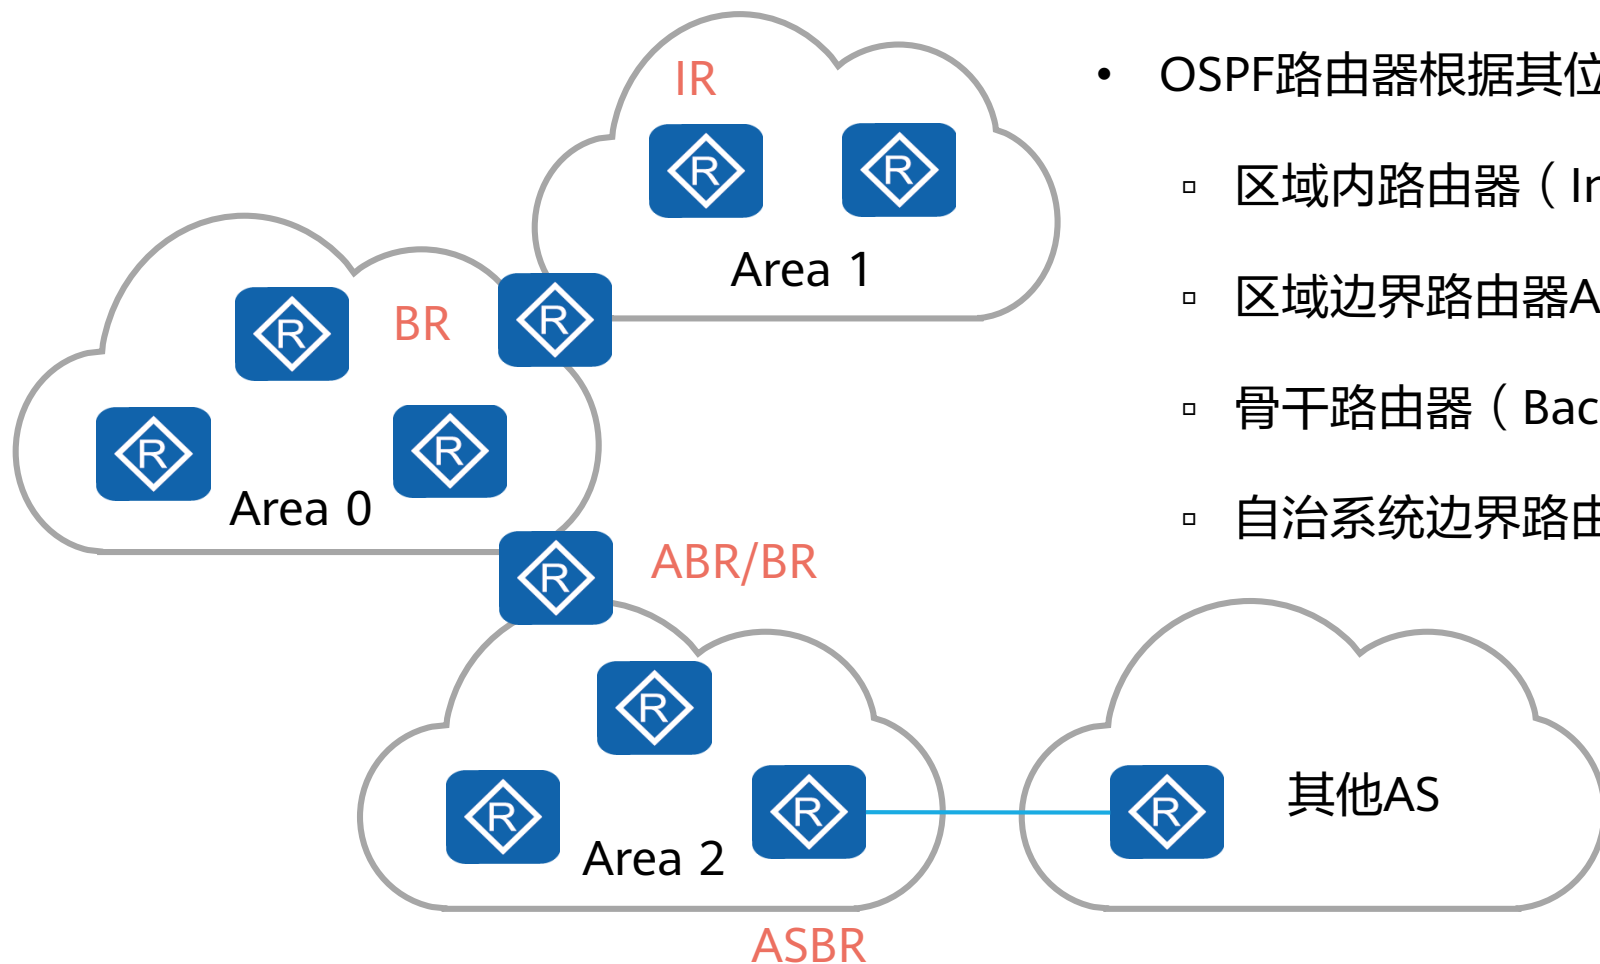 IR
R
R
Area 1
BR
R
R
R
R
Area 0
R
ABR/BR
R
R
R
Area 2
ASBR
R
其他AS
• OSPF路由器根据其位
▫ 区域内路由器（In
▫ 区域边界路由器A
▫ 骨干路由器（Bac
▫ 自治系统边界路由